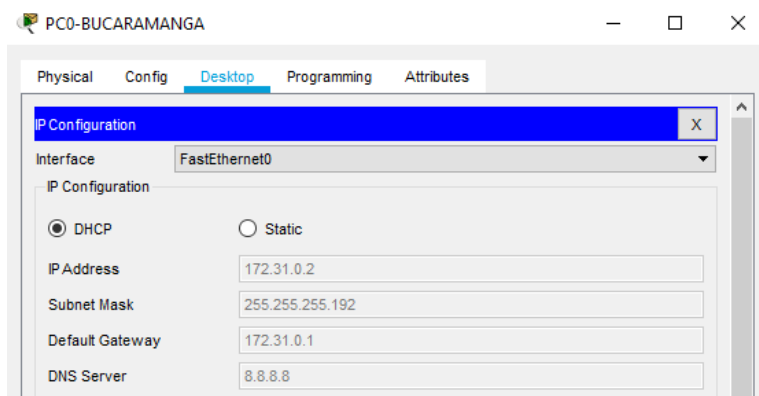 PC0-BUCARAMANGA
Physical Config Desktop Programming Attributes
IP Configuration X
Interface FastEthernet0
IP Configuration
DHCP Static
IP Address 172.31.0.2
Subnet Mask 255.255.255.192
Default Gateway 172.31.0.1
DNS Server 8.8.8.8